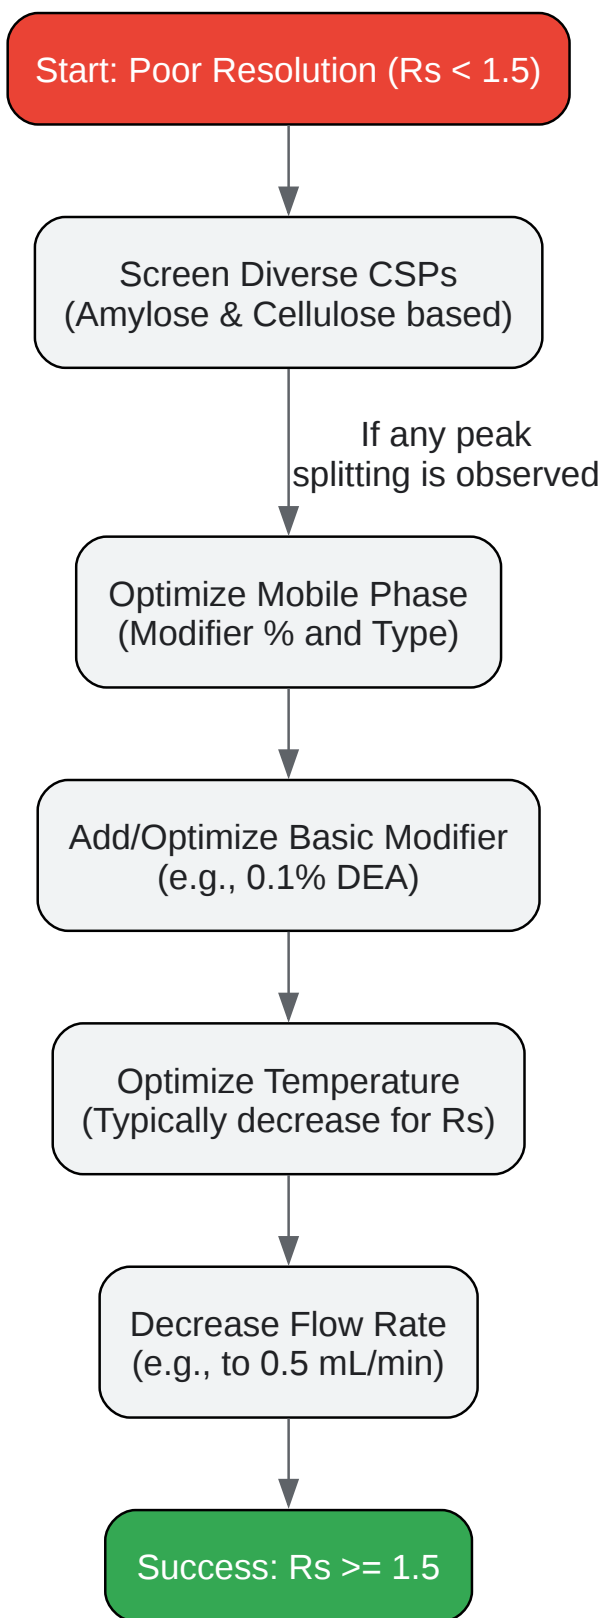 Start: Poor Resolution (Rs < 1.5)
Screen Diverse CSPs
(Amylose & Cellulose based)
If any peak
splitting is observed
Optimize Mobile Phase
(Modifier % and Type)
Add/Optimize Basic Modifier
(e.g., 0.1% DEA)
Optimize Temperature
(Typically decrease for Rs)
Decrease Flow Rate
(e.g., to 0.5 mL/min)
Success: Rs >= 1.5